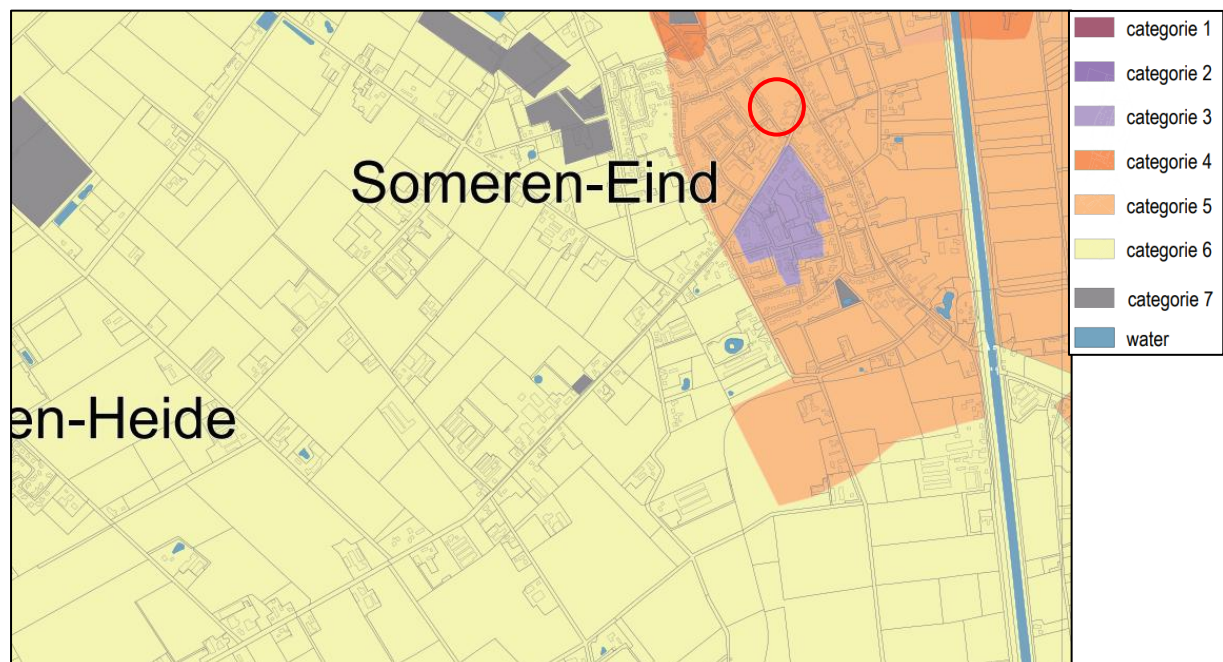 Someren-Eind
en-Heide
categorie 1
categorie 2
categorie 3
categorie 4
categorie 5
categorie 6
categorie 7
water